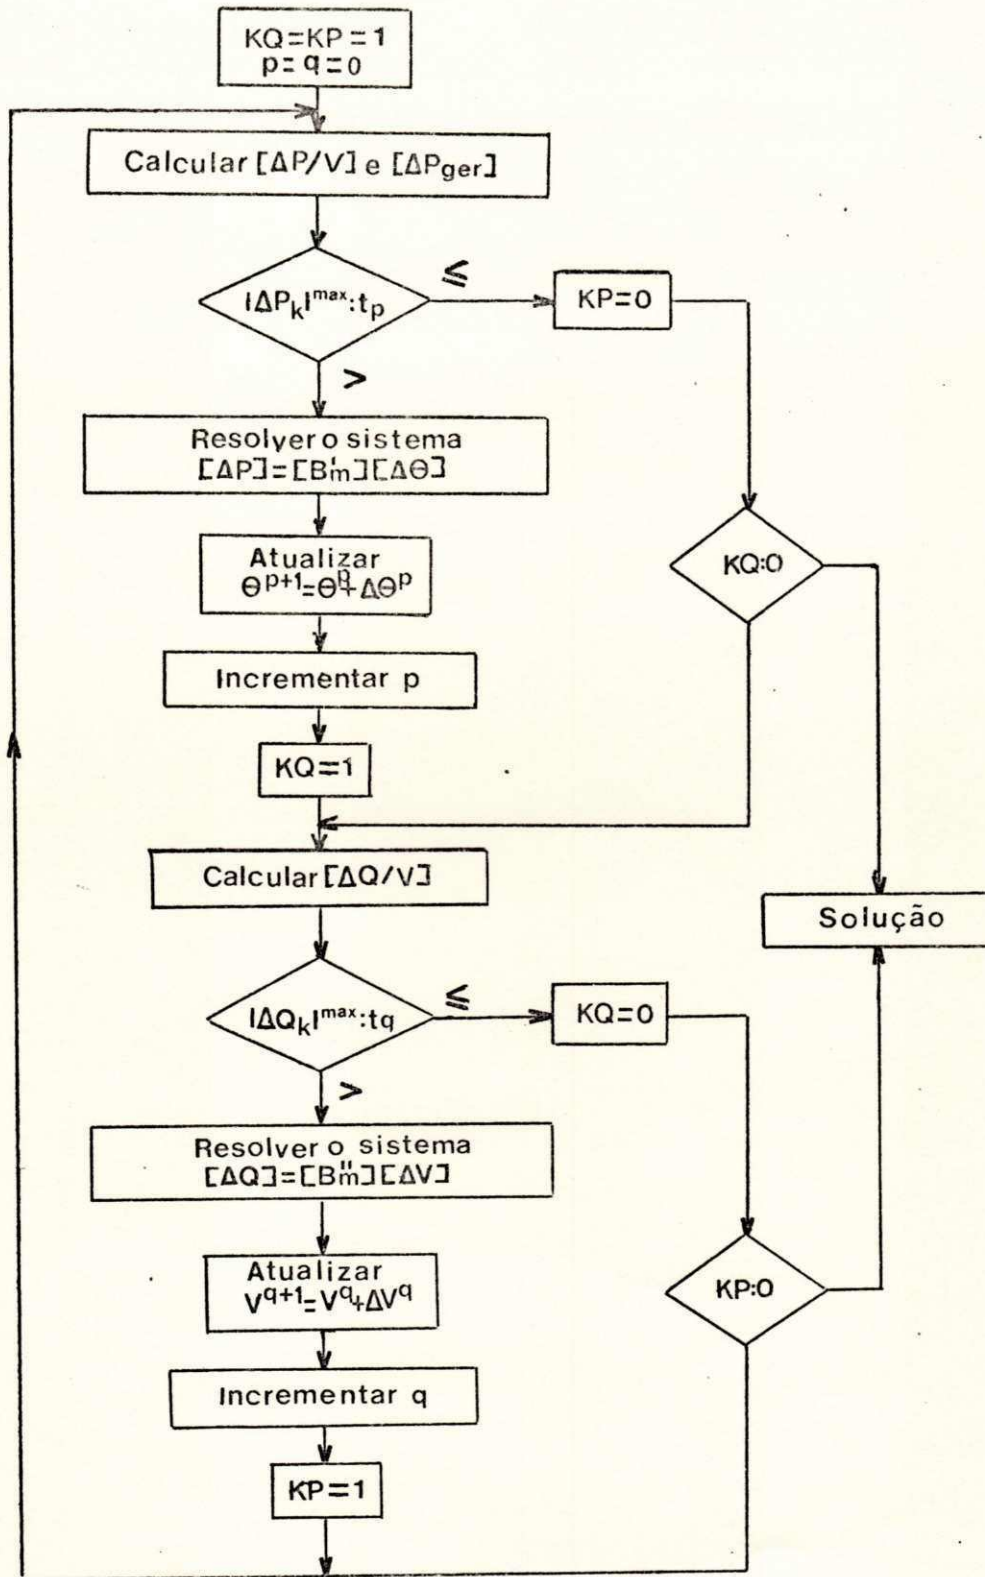 KQ=KP=1
p=q=0
Calcular [ΔP/V] e [ΔPger]
|ΔPk|max:tp
≤
KP=0
>
Resolver o sistema
[ΔP]=[B'm][Δθ]
Atualizar
θp+1=θp+Δθp
KQ:0
Incrementar p
KQ=1
Calcular [ΔQ/V]
Solução
|ΔQk|max:tq
≤
KQ=0
>
Resolver o sistema
[ΔQ]=[B"m][ΔV]
Atualizar
Vq+1=Vq+ΔVq
KP:0
Incrementar q
KP=1